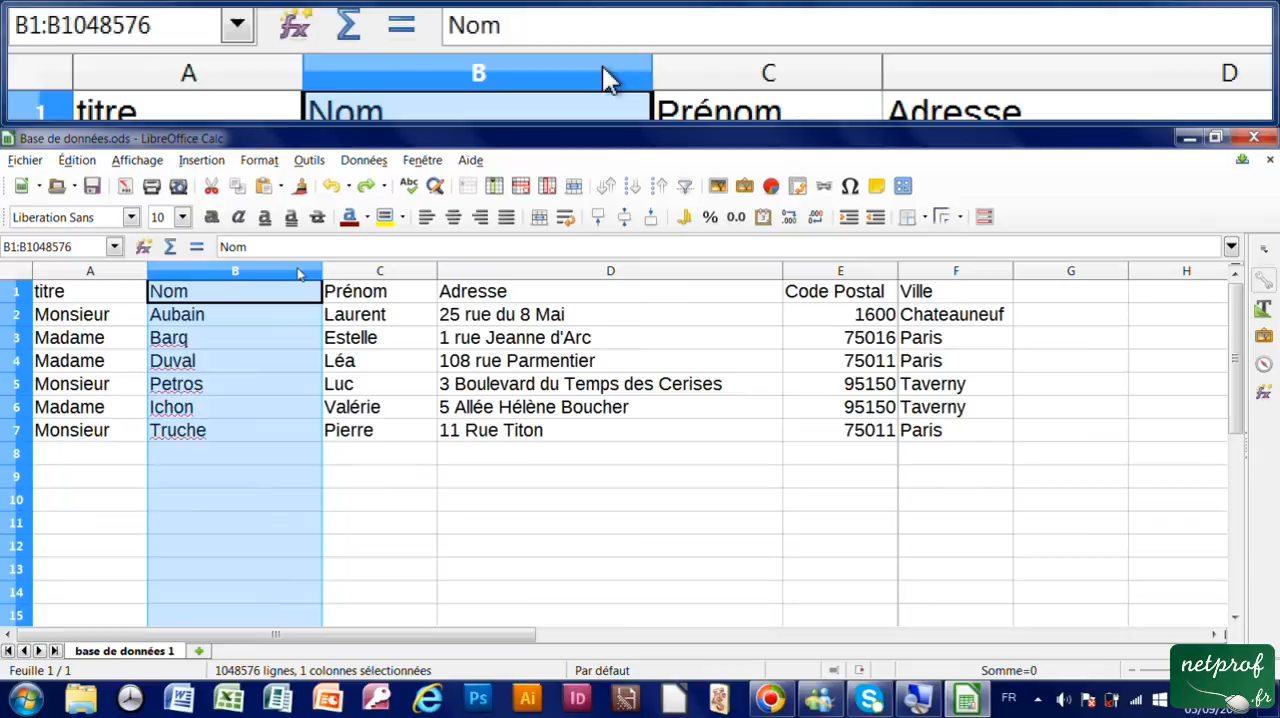 B1:B1048576 Nom
A B C D
1 titre Nom Prénom Adresse
Base de données.ods - LibreOffice Calc
Fichier Édition Affichage Insertion Format Outils Données Fenêtre Aide
Liberation Sans 10
B1:B1048576 Nom
A B C D E F G H
1 titre Nom Prénom Adresse Code Postal Ville
2 Monsieur Aubain Laurent 25 rue du 8 Mai 1600 Chateauneuf
3 Madame Barq Estelle 1 rue Jeanne d'Arc 75016 Paris
4 Madame Duval Léa 108 rue Parmentier 75011 Paris
5 Monsieur Petros Luc 3 Boulevard du Temps des Cerises 95150 Taverny
6 Madame Ichon Valérie 5 Allée Hélène Boucher 95150 Taverny
7 Monsieur Truche Pierre 11 Rue Titon 75011 Paris
8
9
10
11
12
13
14
15
base de données 1
Feuille 1 / 1 1048576 lignes, 1 colonnes sélectionnées Par défaut Somme=0
netprof
.fr
Ps Ai Id FR